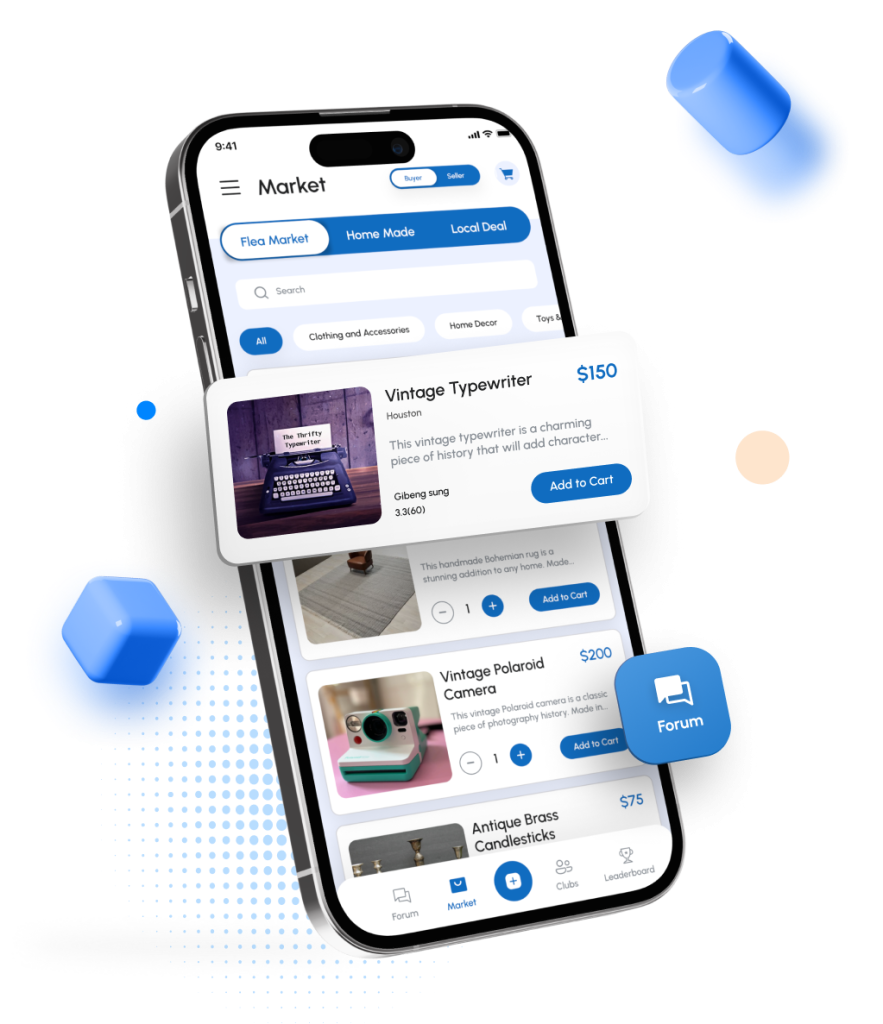 9:41
Market
Buyer
Seller
Flea Market
Home Made
Local Deal
Search
All
Clothing and Accessories
Home Decor
Toys &
The Thrifty
Typewriter
Vintage Typewriter
$150
Houston
This vintage typewriter is a charming
piece of history that will add character...
Gibeng sung
3.3(60)
Add to Cart
This handmade Bohemian rug is a
stunning addition to any home. Made...
1
Add to Cart
Vintage Polaroid
Camera
$200
This vintage Polaroid camera is a classic
piece of photography history. Made in...
1
Add to Cart
Forum
Antique Brass
Candlesticks
$75
Forum
Market
Clubs
Leaderboard